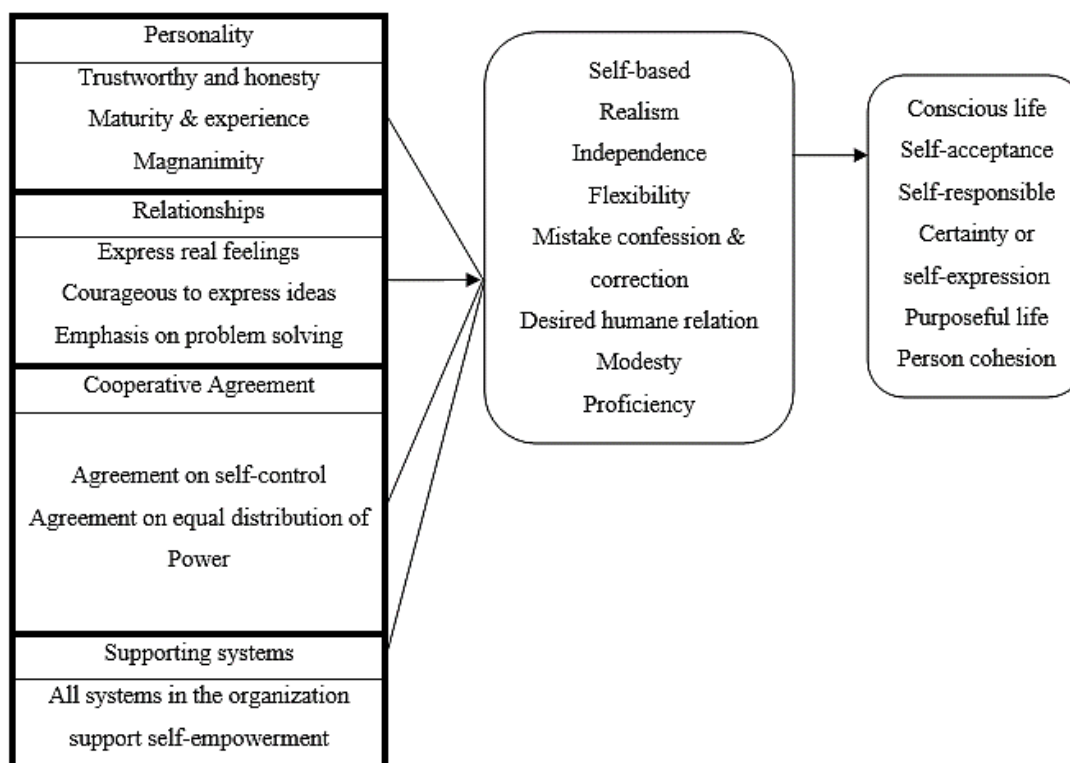 Personality
Trustworthy and honesty
Maturity & experience
Magnanimity
Relationships
Express real feelings
Courageous to express ideas
Emphasis on problem solving
Cooperative Agreement
Agreement on self-control
Agreement on equal distribution of
Power
Supporting systems
All systems in the organization
support self-empowerment
Self-based
Realism
Independence
Flexibility
Mistake confession &
correction
Desired humane relation
Modesty
Proficiency
Conscious life
Self-acceptance
Self-responsible
Certainty or
self-expression
Purposeful life
Person cohesion